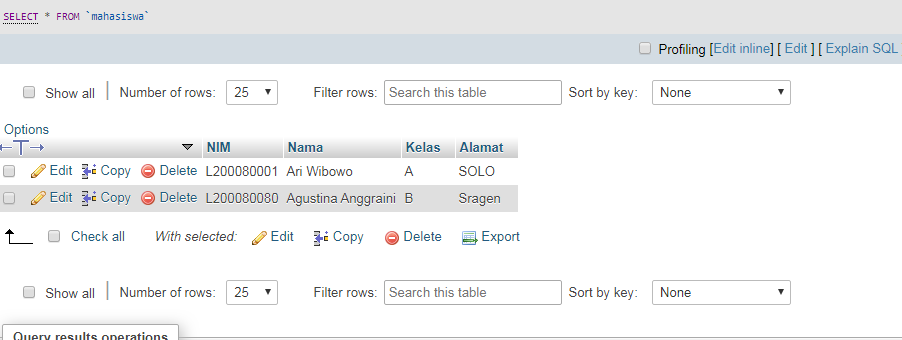 SELECT * FROM `mahasiswa`
Profiling [Edit inline] [ Edit ] [ Explain SQL
Show all | Number of rows: 25 Filter rows: Search this table Sort by key: None
Options
NIM Nama Kelas Alamat
Edit Copy Delete L200080001 Ari Wibowo A SOLO
Edit Copy Delete L200080080 Agustina Anggraini B Sragen
Check all With selected: Edit Copy Delete Export
Show all | Number of rows: 25 Filter rows: Search this table Sort by key: None
Query results operations